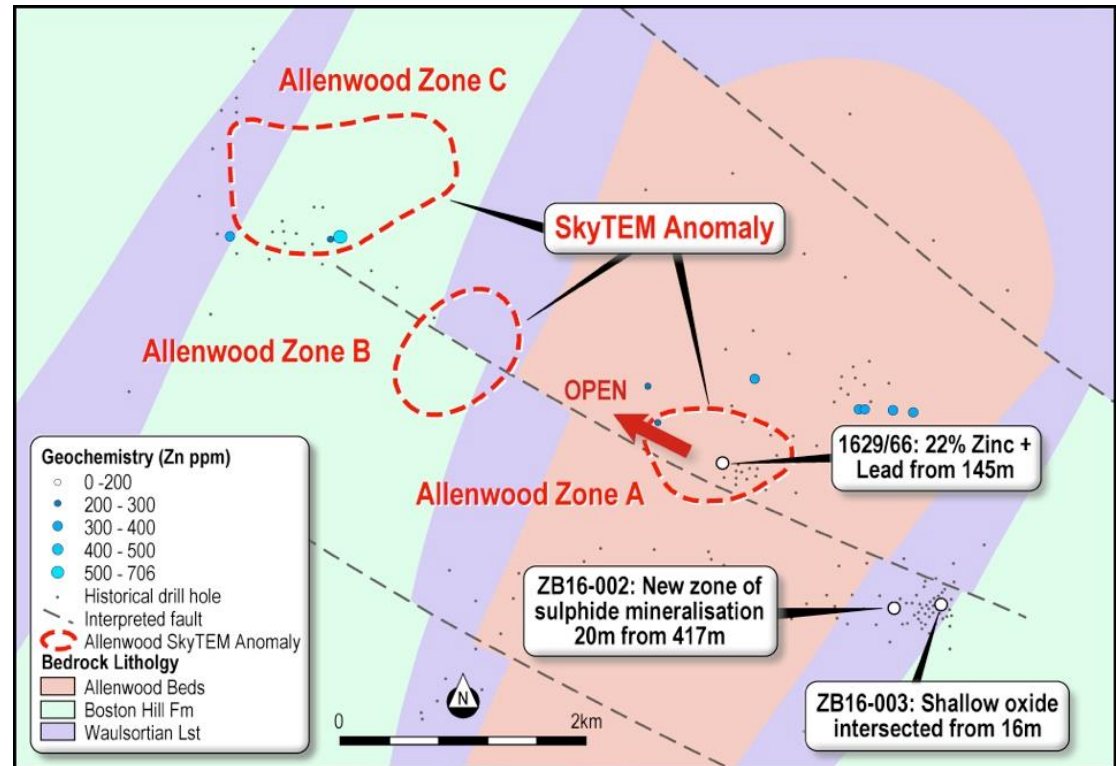 Allenwood Zone C
SkyTEM Anomaly
Allenwood Zone B
OPEN
1629/66: 22% Zinc +
Lead from 145m
Allenwood Zone A
ZB16-002: New zone of
sulphide mineralisation
20m from 417m
ZB16-003: Shallow oxide
intersected from 16m
Geochemistry (Zn ppm)
0 -200
200 - 300
300 - 400
400 - 500
500 - 706
Historical drill hole
Interpreted fault
Allenwood SkyTEM Anomaly
Bedrock Litholgy
Allenwood Beds
Boston Hill Fm
Waulsortian Lst
N
0 2km